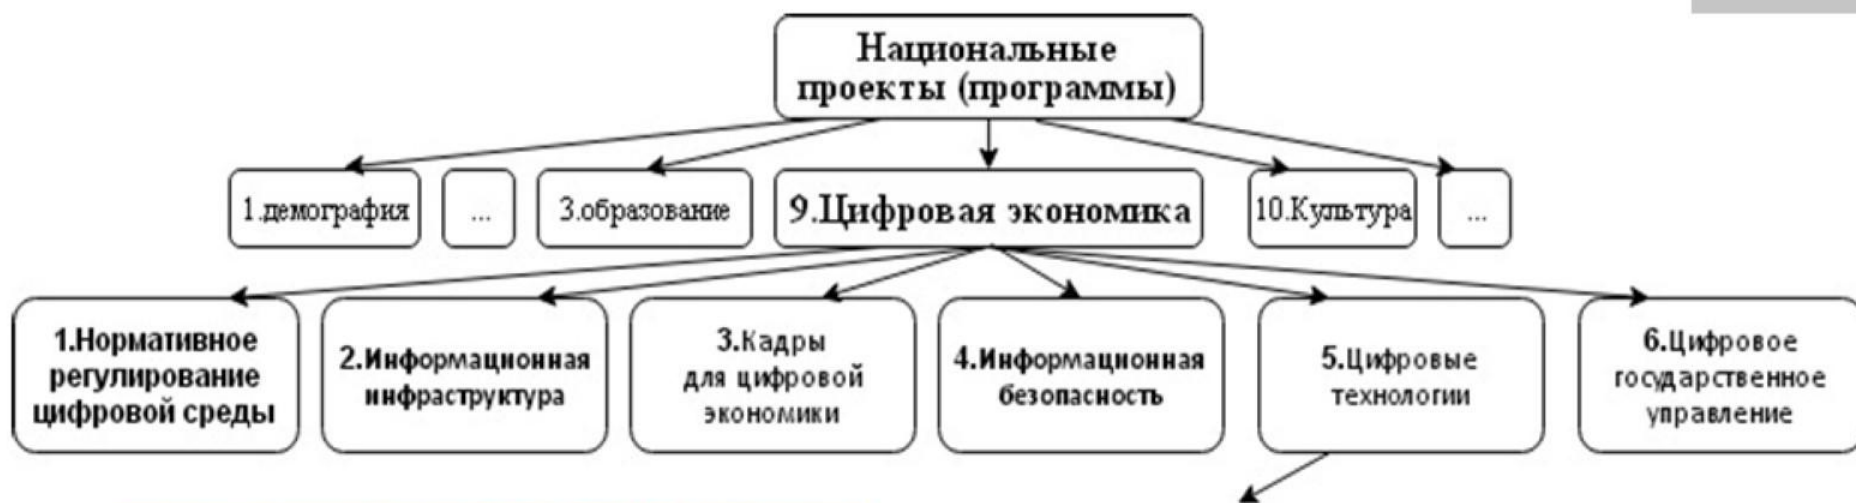 Национальные
проекты (программы)
1.демография
...
3.образование
9.Цифровая экономика
10.Культура
...
1.Нормативное
регулирование
цифровой среды
2.Информационная
инфраструктура
3.Кадры
для цифровой
экономики
4.Информационная
безопасность
5.Цифровые
технологии
6.Цифровое
государственное
управление